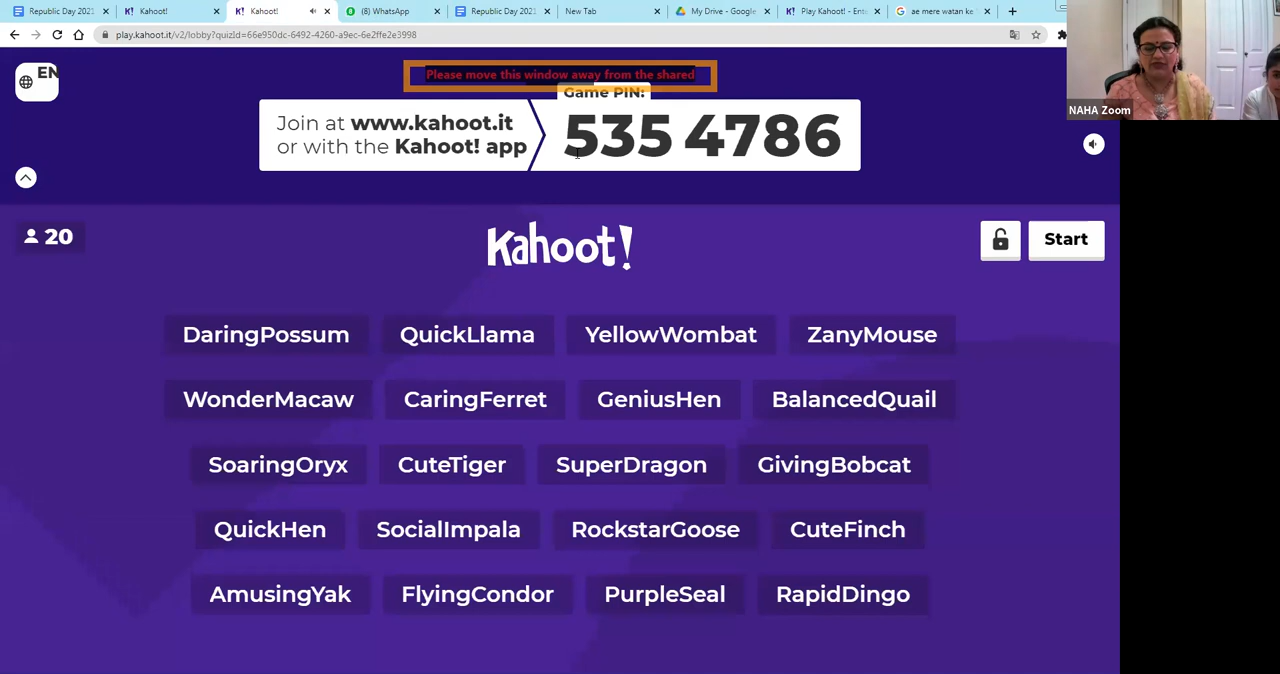 Republic Day 2021
Kahoot!
Kahoot!
(8) WhatsApp
Republic Day 2021
New Tab
My Drive - Google
Play Kahoot! - Ente
ae mere watan ke
play.kahoot.it/v2/lobby?quizId=66e950dc-6492-4260-a9ec-6e2ffe2e3998
EN
Please move this window away from the shared
Game PIN:
Join at www.kahoot.it
or with the Kahoot! app
535 4786
NAHA Zoom
20
Kahoot!
Start
DaringPossum QuickLlama YellowWombat ZanyMouse
WonderMacaw CaringFerret GeniusHen BalancedQuail
SoaringOryx CuteTiger SuperDragon GivingBobcat
QuickHen SocialImpala RockstarGoose CuteFinch
AmusingYak FlyingCondor PurpleSeal RapidDingo